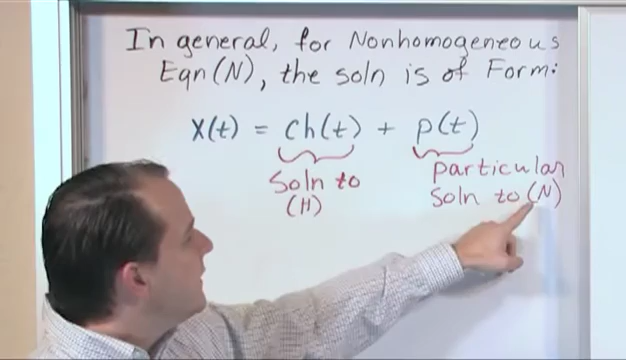 In general, for Nonhomogeneous
Eqn (N), the soln is of Form:
X(t) = ch(t) + p(t)
Soln to
(H)
particular
Soln to (N)